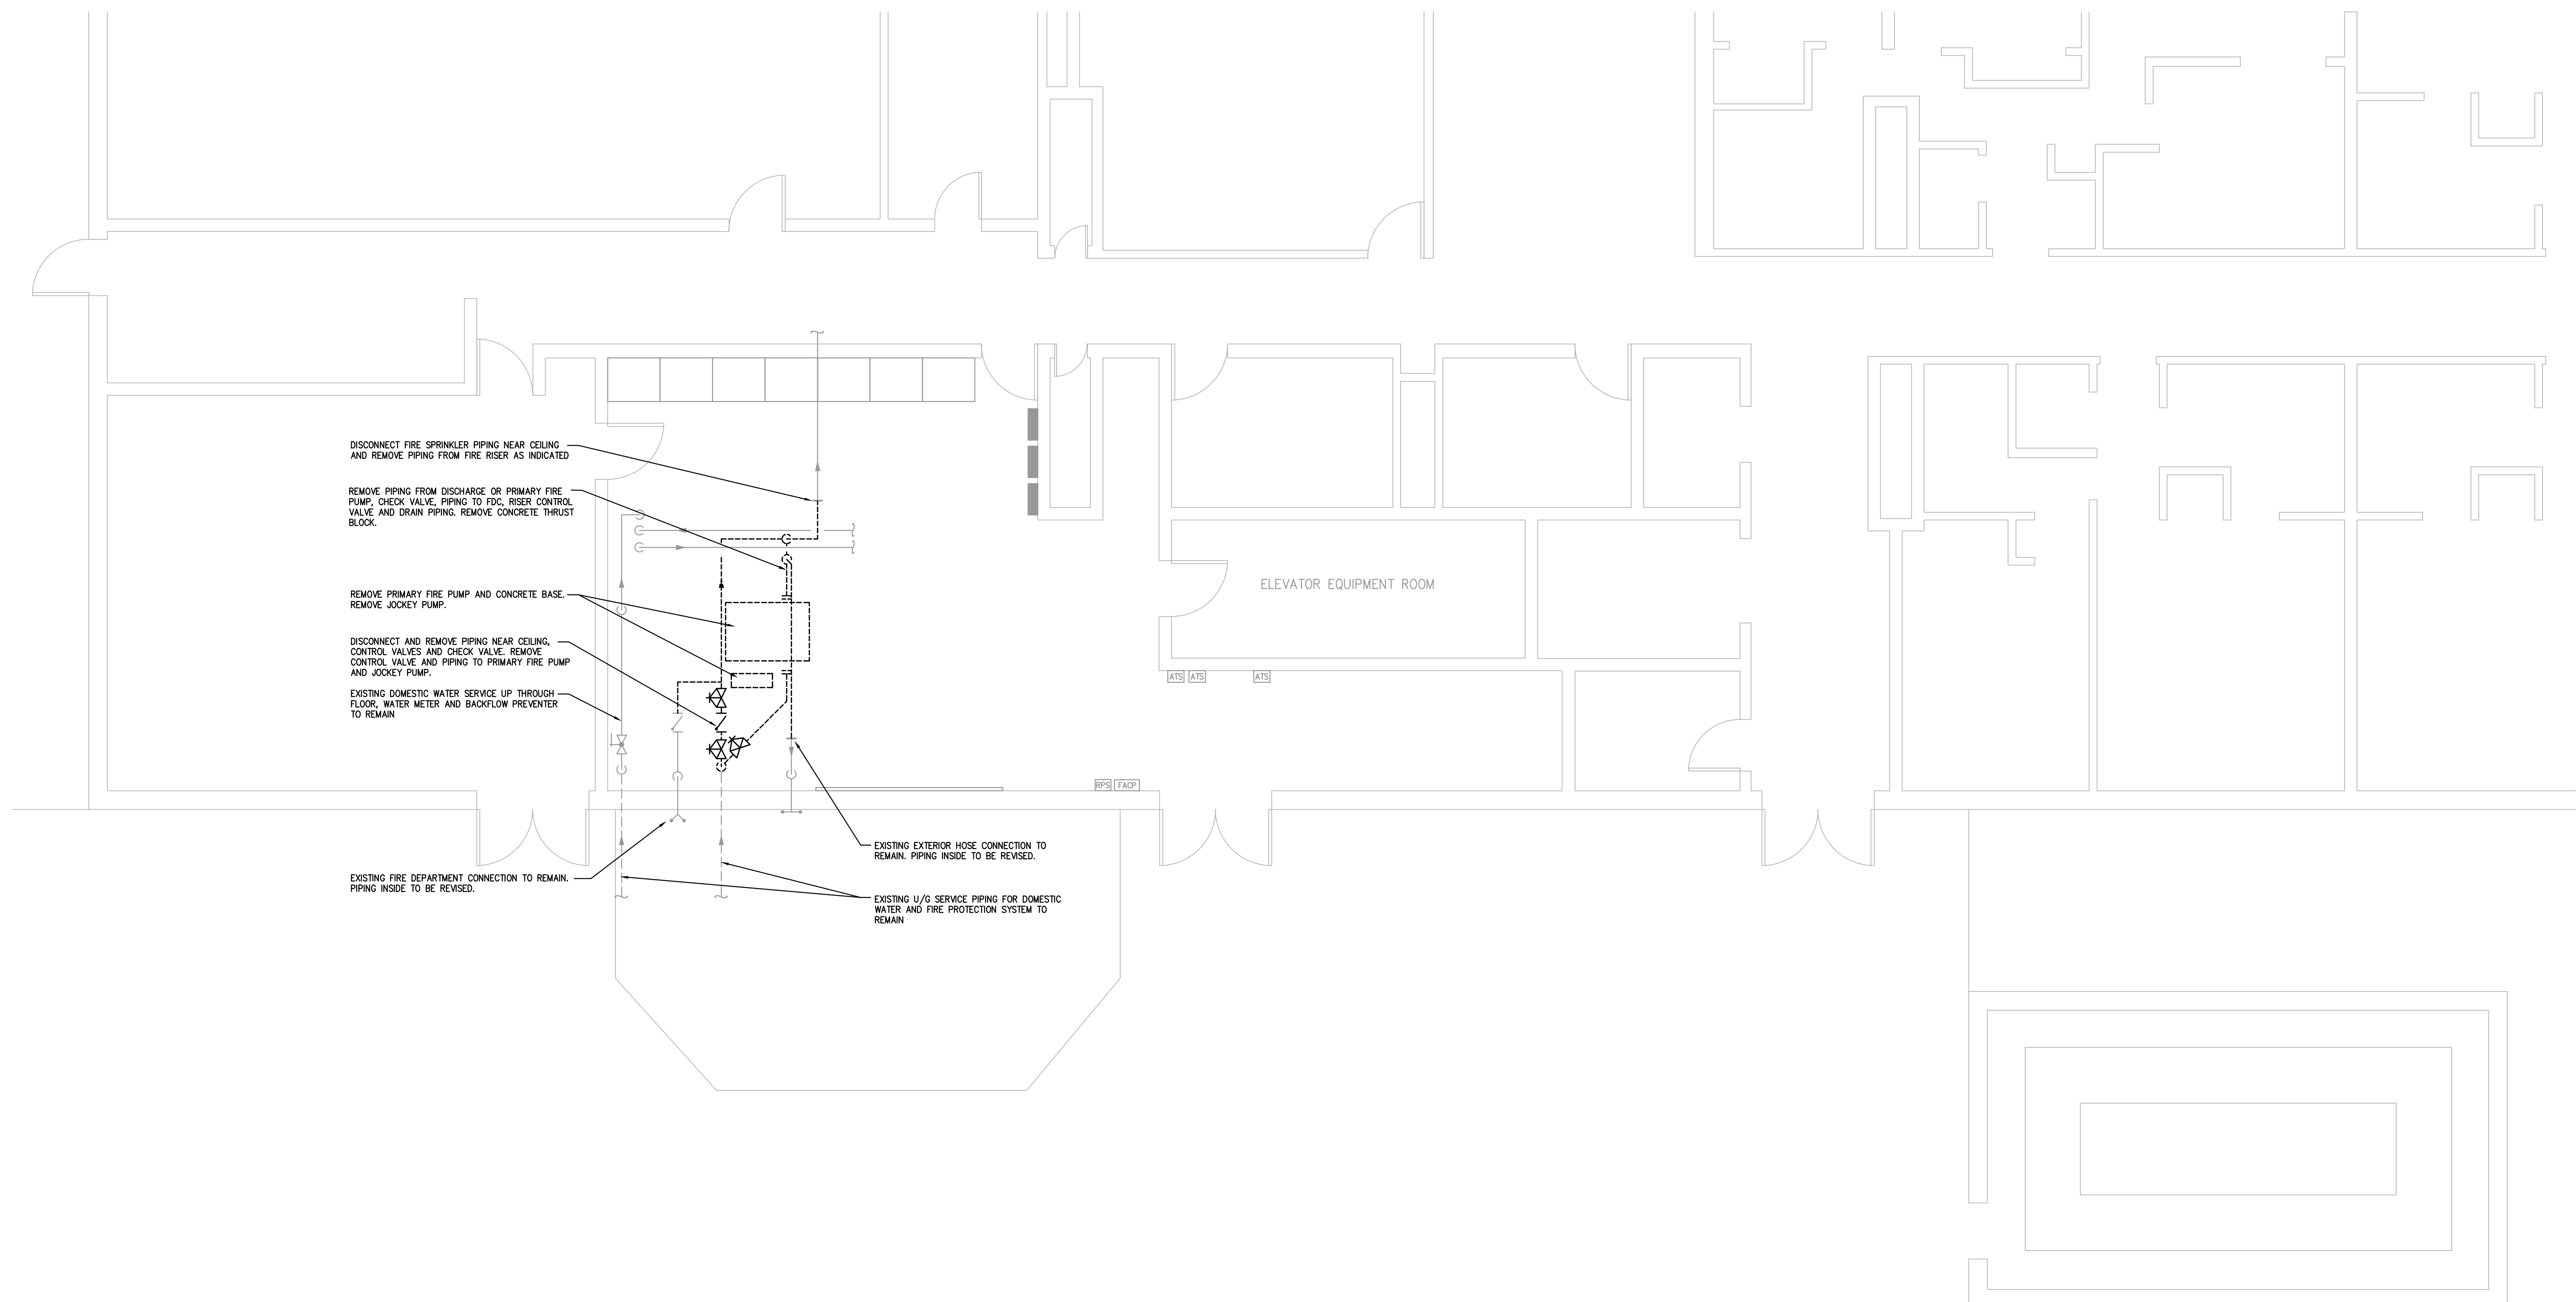 DISCONNECT FIRE SPRINKLER PIPING NEAR CEILING
AND REMOVE PIPING FROM FIRE RISER AS INDICATED
REMOVE PIPING FROM DISCHARGE OR PRIMARY FIRE
PUMP, CHECK VALVE, PIPING TO FDC, RISER CONTROL
VALVE AND DRAIN PIPING. REMOVE CONCRETE THRUST
BLOCK.
ELEVATOR EQUIPMENT ROOM
REMOVE PRIMARY FIRE PUMP AND CONCRETE BASE.
REMOVE JOCKEY PUMP.
DISCONNECT AND REMOVE PIPING NEAR CEILING,
CONTROL VALVES AND CHECK VALVE. REMOVE
CONTROL VALVE AND PIPING TO PRIMARY FIRE PUMP
AND JOCKEY PUMP.
ATS ATS ATS
EXISTING DOMESTIC WATER SERVICE UP THROUGH
FLOOR, WATER METER AND BACKFLOW PREVENTER
TO REMAIN
RPS FACP
EXISTING EXTERIOR HOSE CONNECTION TO
REMAIN. PIPING INSIDE TO BE REVISED.
EXISTING FIRE DEPARTMENT CONNECTION TO REMAIN.
PIPING INSIDE TO BE REVISED.
EXISTING U/G SERVICE PIPING FOR DOMESTIC
WATER AND FIRE PROTECTION SYSTEM TO
REMAIN